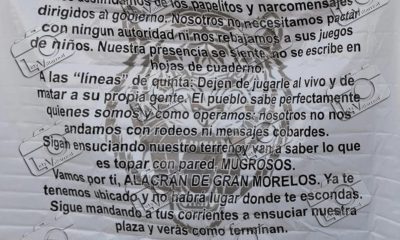 deslindamos de los papelitos y narcomensajes
dirigidos al gobierno. Nosotros no necesitamos pactar
con ningun autoridad ni nos rebajamos a sus juegos
de niños. Nuestra presencia se siente, no se escribe en
hojas de cuaderno.
A las "líneas" de quinta: Dejen de jugarle al vivo y de
matar a su propia gente. El pueblo sabe perfectamente
quienes somos y como operamos: nosotros no nos
andamos con rodeos ni mensajes cobardes.
Sigan ensuciando nuestro terreno y van a saber lo que
es topar con pared. MUGROSOS.
Vamos por ti, ALACRAN DE GRAN MORELOS. Ya te
tenemos ubicado y no habra lugar donde te escondas.
Sigue mandando a tus corrientes a ensuciar nuestra
plaza y veras como terminan.